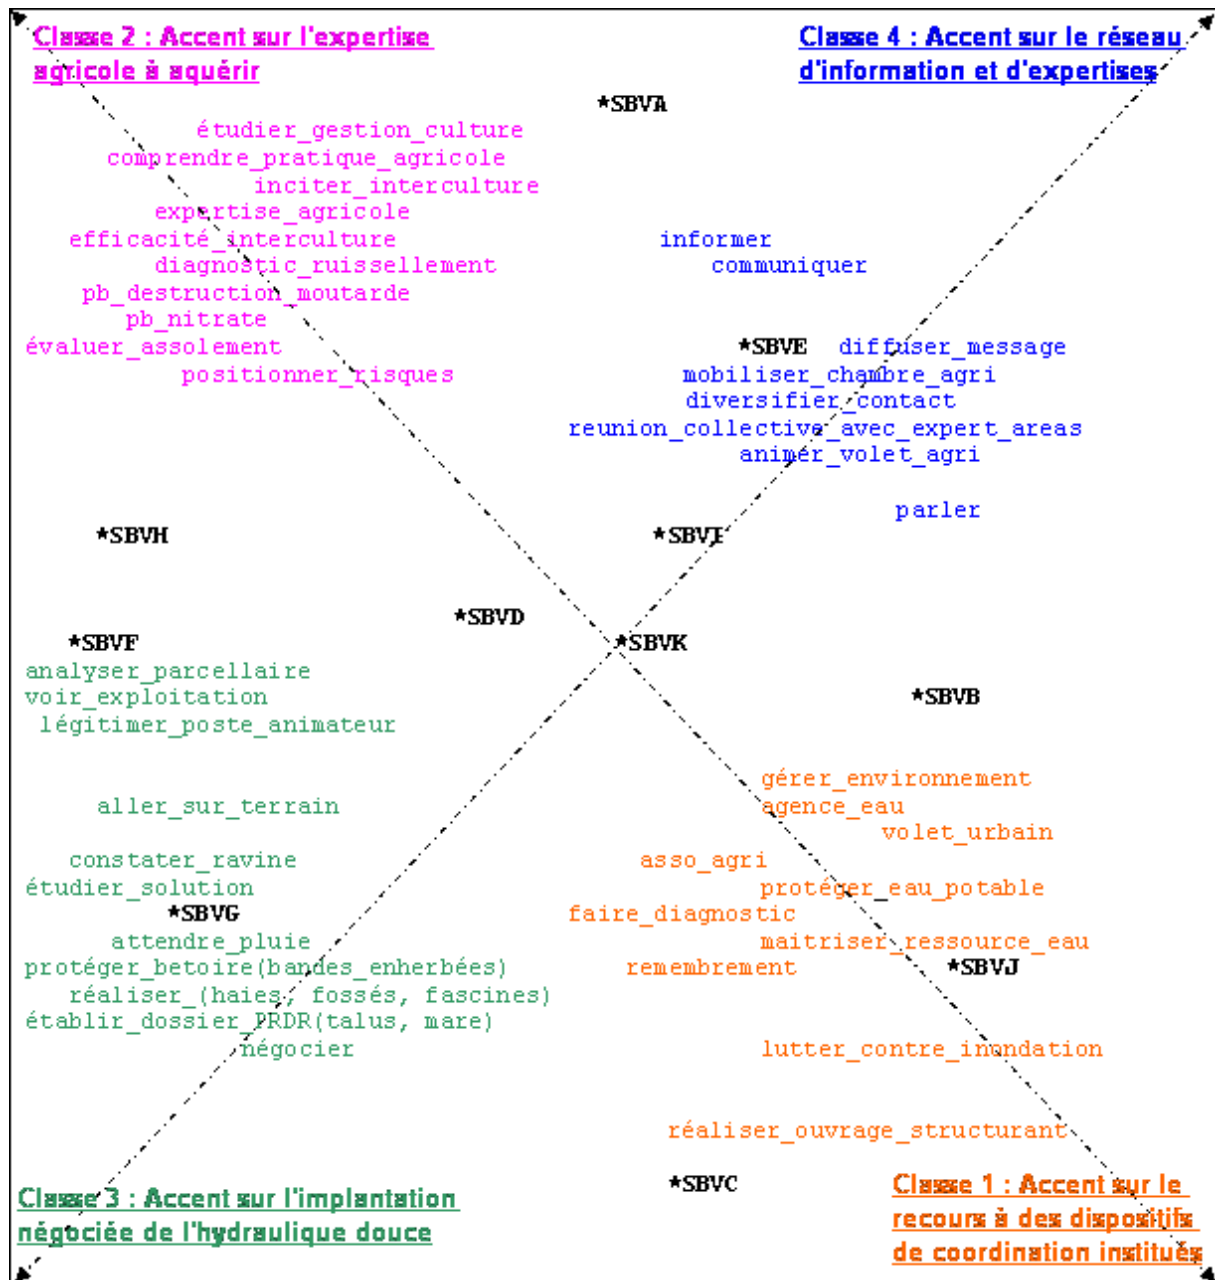 Classe 2 : Accent sur l'expertise
agricole à aquérir
Classe 4 : Accent sur le réseau
d'information et d'expertises
*SBVA
étudier_gestion_culture
comprendre_pratique_agricole
inciter_interculture
expertise_agricole
efficacité_interculture
informer
diagnostic_ruissellement
communiquer
pb_destruction_moutarde
pb_nitrate
évaluer_assolement
*SBVE
diffuser_message
positionner_risques
mobiliser_chambre_agri
diversifier_contact
reunion_collective_avec_expert_areas
animer_volet_agri
parler
*SBVH
*SBVI
*SBVD
*SBVF
*SBVK
analyser_parcellaire
voir_exploitation
*SBVB
légitimer_poste_animateur
gérer_environnement
aller_sur_terrain
agence_eau
volet_urbain
constater_ravine
asso_agri
étudier_solution
protéger_eau_potable
*SBVG
faire_diagnostic
attendre_pluie
maitriser_ressource_eau
protéger_betoire(bandes_enherbées)
remembrement
*SBVJ
réaliser_(haies, fossés, fascines)
établir_dossier_PRDR(talus, mare)
négocier
lutter_contre_inondation
réaliser_ouvrage_structurant
*SBVC
Classe 3 : Accent sur l'implantation
négociée de l'hydraulique douce
Classe 1 : Accent sur le
recours à des dispositifs
de coordination institués